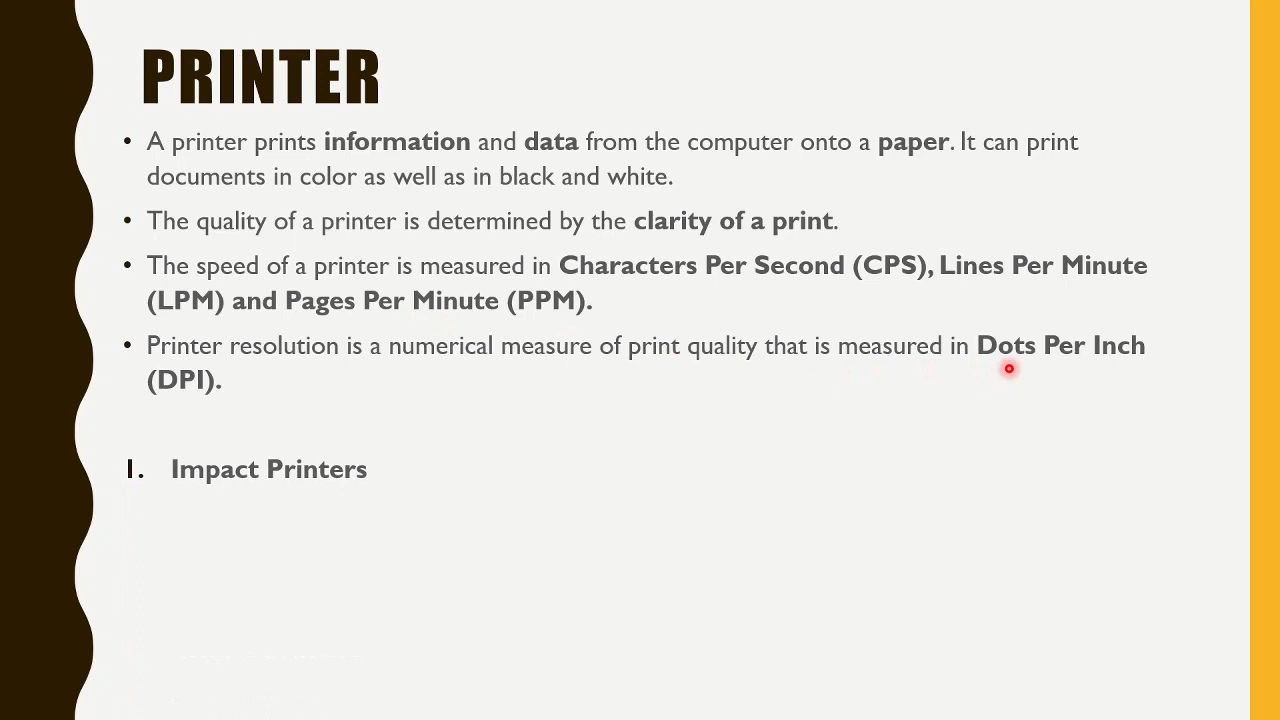 PRINTER
• A printer prints information and data from the computer onto a paper. It can print
documents in color as well as in black and white.
• The quality of a printer is determined by the clarity of a print.
• The speed of a printer is measured in Characters Per Second (CPS), Lines Per Minute
(LPM) and Pages Per Minute (PPM).
• Printer resolution is a numerical measure of print quality that is measured in Dots Per Inch
(DPI).
1. Impact Printers